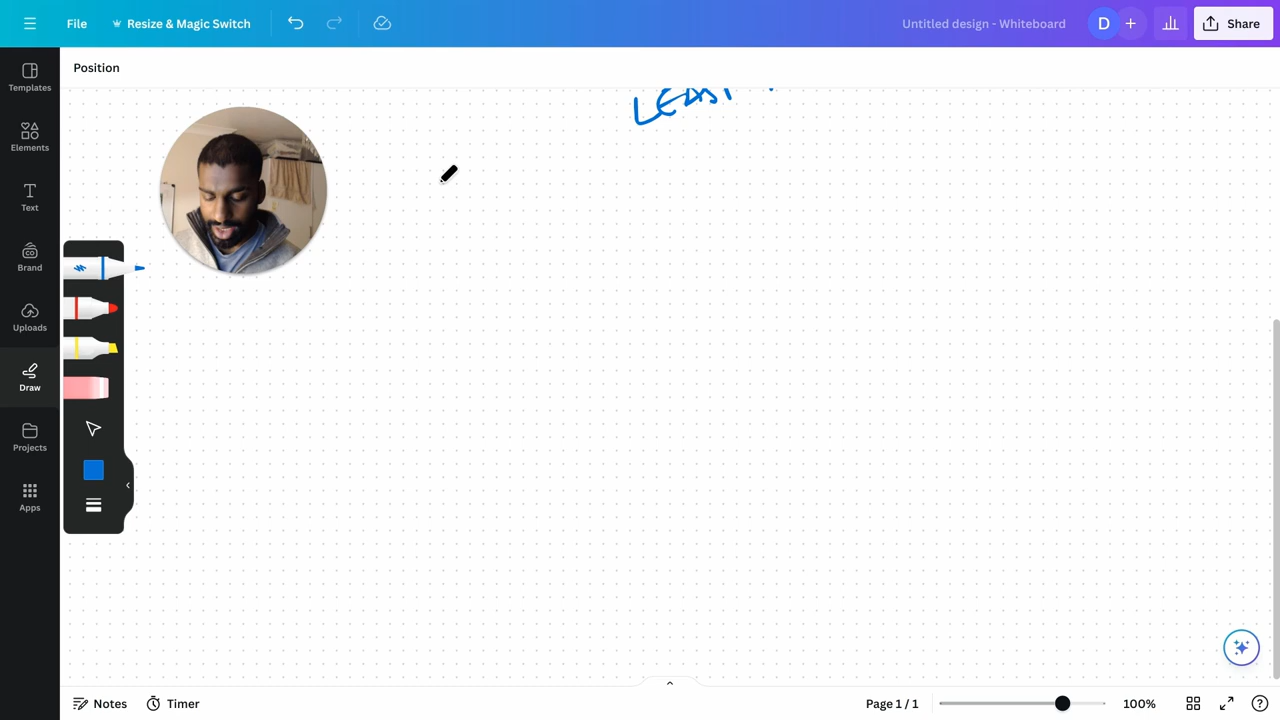 File
Resize & Magic Switch
Untitled design - Whiteboard
D
+
Share
Position
Templates
Elements
Text
Brand
Uploads
Draw
Projects
Apps
LEAST
Notes
Timer
Page 1 / 1
100%